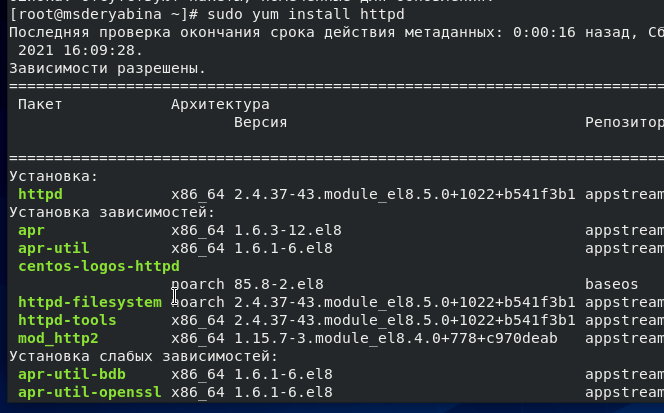 [root@msderyabina ~]# sudo yum install httpd
Последняя проверка окончания срока действия метаданных: 0:00:16 назад, Сб
2021 16:09:28.
Зависимости разрешены.
================================================================================
Пакет Архитектура
Версия Репозитор
================================================================================
Установка:
httpd x86_64 2.4.37-43.module_el8.5.0+1022+b541f3b1 appstream
Установка зависимостей:
apr x86_64 1.6.3-12.el8 appstream
apr-util x86_64 1.6.1-6.el8 appstream
centos-logos-httpd
noarch 85.8-2.el8 baseos
httpd-filesystem noarch 2.4.37-43.module_el8.5.0+1022+b541f3b1 appstream
httpd-tools x86_64 2.4.37-43.module_el8.5.0+1022+b541f3b1 appstream
mod_http2 x86_64 1.15.7-3.module_el8.4.0+778+c970deab appstream
Установка слабых зависимостей:
apr-util-bdb x86_64 1.6.1-6.el8 appstream
apr-util-openssl x86_64 1.6.1-6.el8 appstream